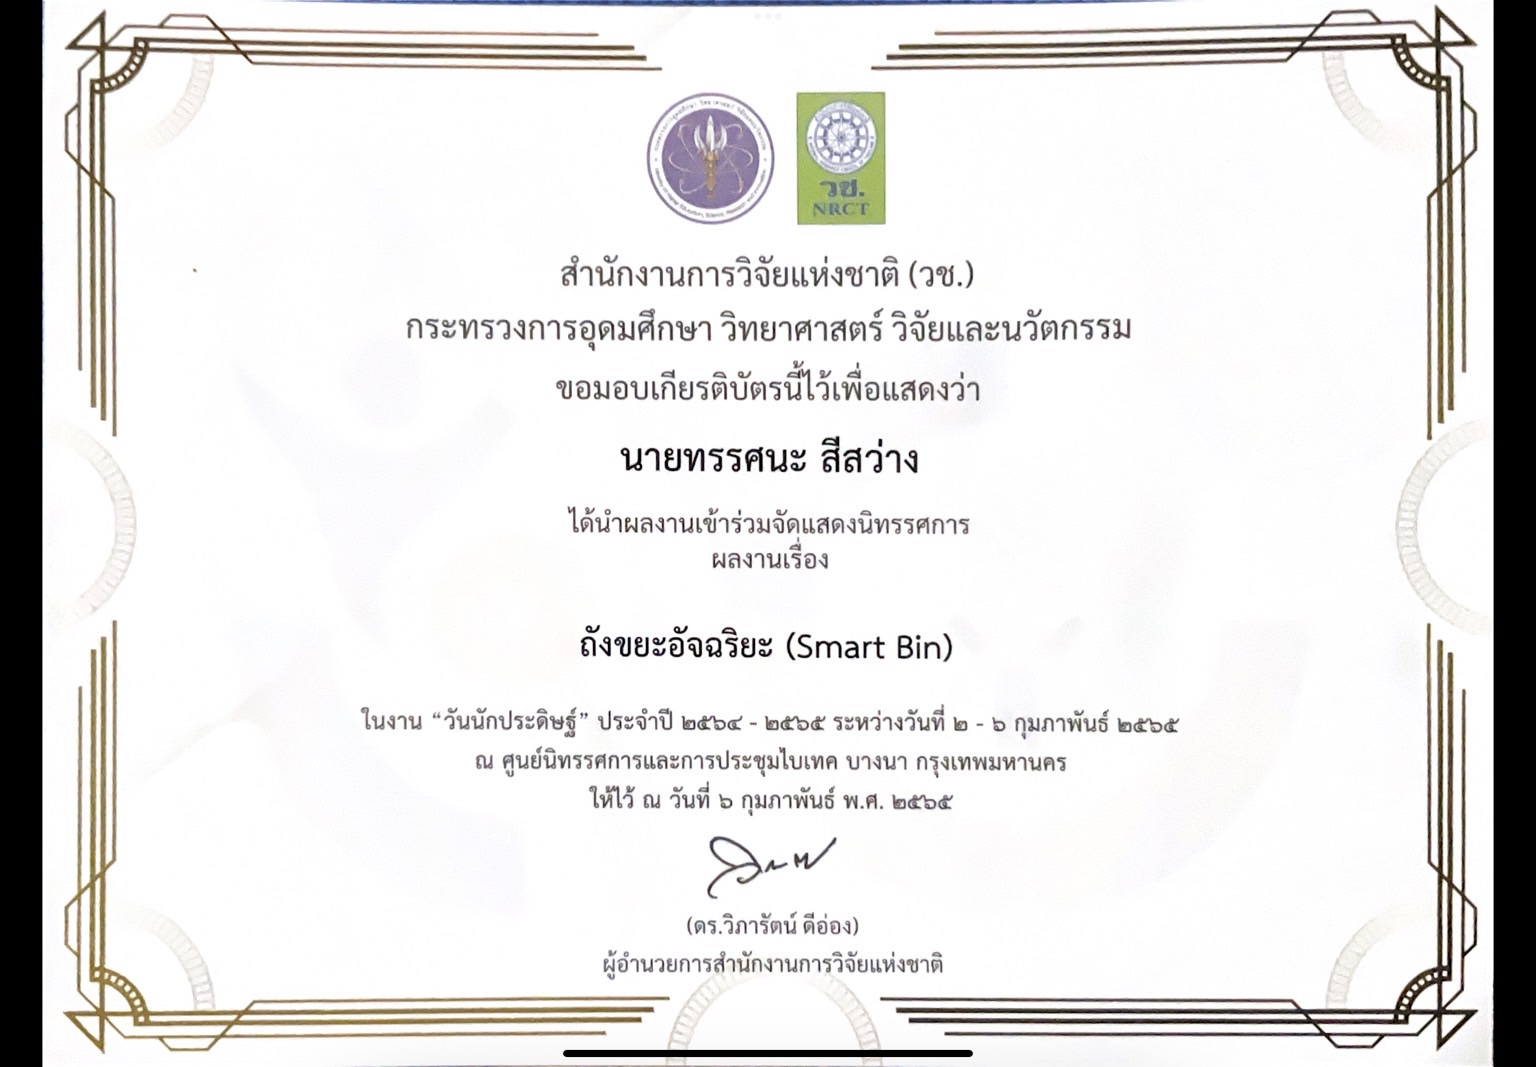 วช.
NRCT
สำนักงานการวิจัยแห่งชาติ (วช.)
กระทรวงการอุดมศึกษา วิทยาศาสตร์ วิจัยและนวัตกรรม
ขอมอบเกียรติบัตรนี้ไว้เพื่อแสดงว่า
นายทรรศนะ สีสว่าง
ได้นำผลงานเข้าร่วมจัดแสดงนิทรรศการ
ผลงานเรื่อง
ถังขยะอัจฉริยะ (Smart Bin)
ในงาน “วันนักประดิษฐ์” ประจำปี ๒๕๖๔ - ๒๕๖๕ ระหว่างวันที่ ๒ - ๖ กุมภาพันธ์ ๒๕๖๕
ณ ศูนย์นิทรรศการและการประชุมไบเทค บางนา กรุงเทพมหานคร
ให้ไว้ ณ วันที่ ๖ กุมภาพันธ์ พ.ศ. ๒๕๖๕
(ดร.วิภารัตน์ ดีอ่อง)
ผู้อำนวยการสำนักงานการวิจัยแห่งชาติ